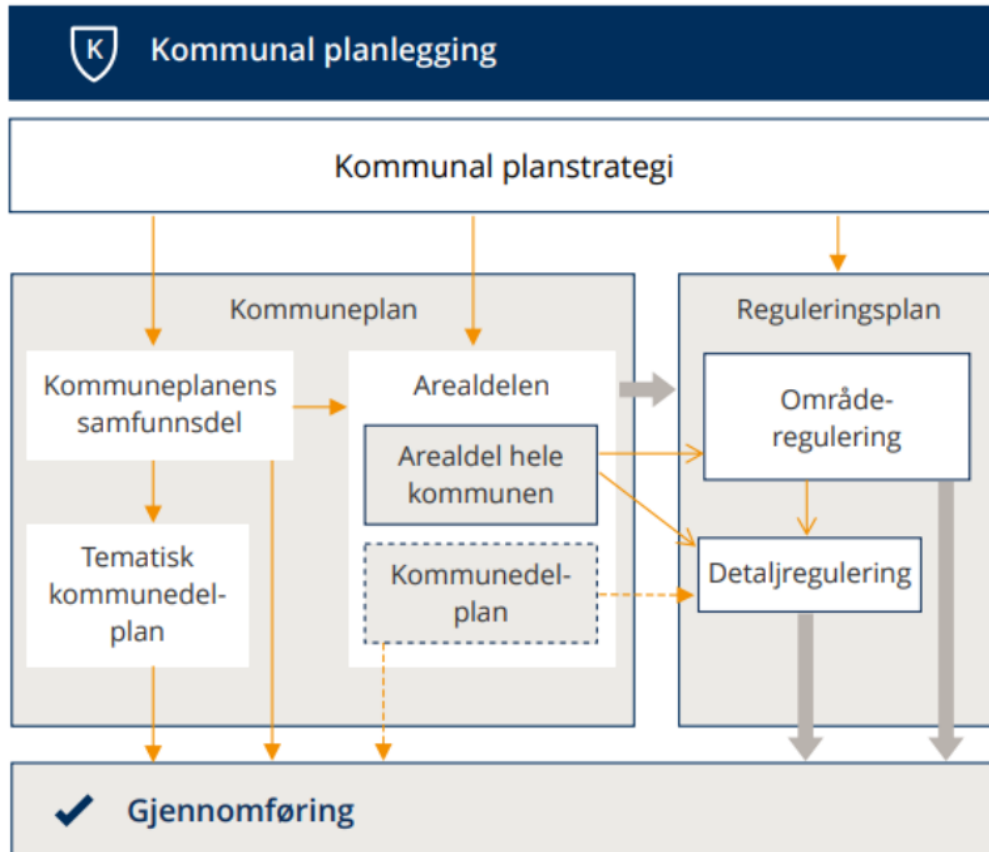 K
Kommunal planlegging
Kommunal planstrategi
Kommuneplan
Kommuneplanens
samfunnsdel
Tematisk
kommunedel-
plan
Arealdelen
Arealdel hele
kommunen
Kommunedel-
plan
Reguleringsplan
Område-
regulering
Detaljregulering
Gjennomføring